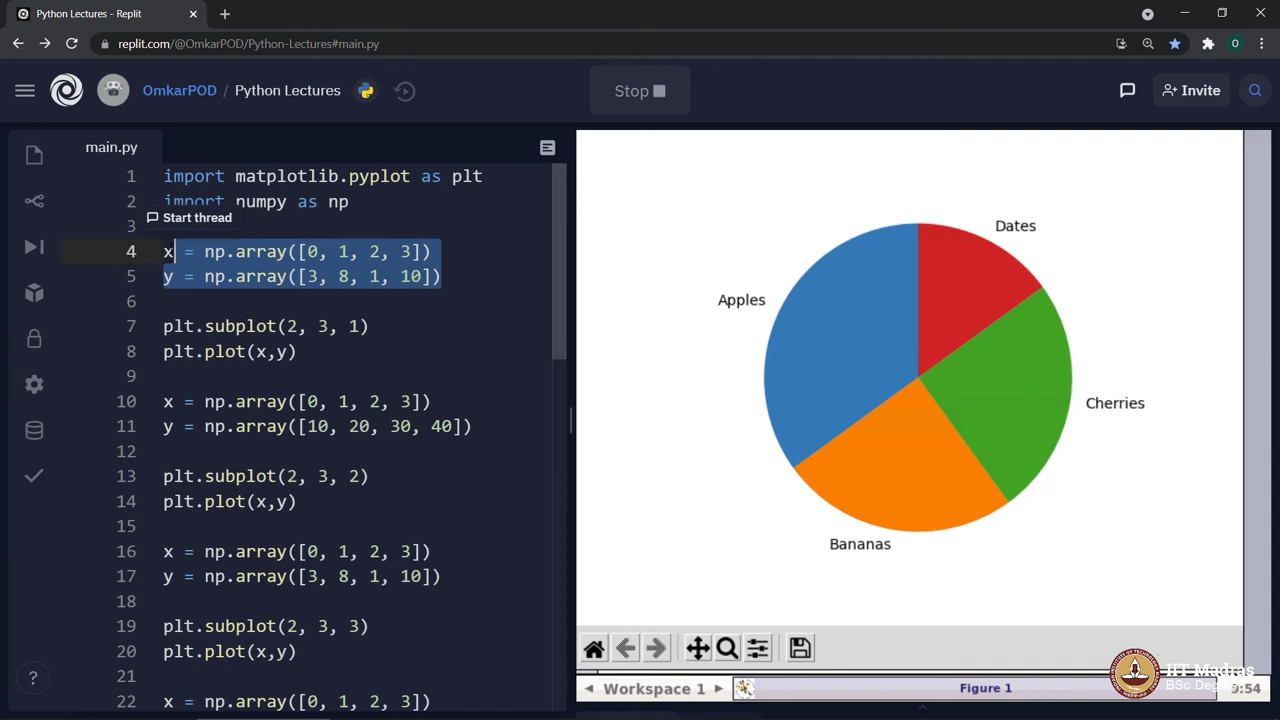 Python Lectures - Replit
replit.com/@OmkarPOD/Python-Lectures#main.py
O
OmkarPOD / Python Lectures
Stop
Invite
main.py
1 import matplotlib.pyplot as plt
2 import numpy as np
Start thread
3
4 x = np.array([0, 1, 2, 3])
5 y = np.array([3, 8, 1, 10])
6
7 plt.subplot(2, 3, 1)
8 plt.plot(x,y)
9
10 x = np.array([0, 1, 2, 3])
11 y = np.array([10, 20, 30, 40])
12
13 plt.subplot(2, 3, 2)
14 plt.plot(x,y)
15
16 x = np.array([0, 1, 2, 3])
17 y = np.array([3, 8, 1, 10])
18
19 plt.subplot(2, 3, 3)
20 plt.plot(x,y)
21
22 x = np.array([0, 1, 2, 3])
?
Dates
Apples
Cherries
Bananas
Workspace 1
Figure 1
9:54
IIT Madras
BSc Degree